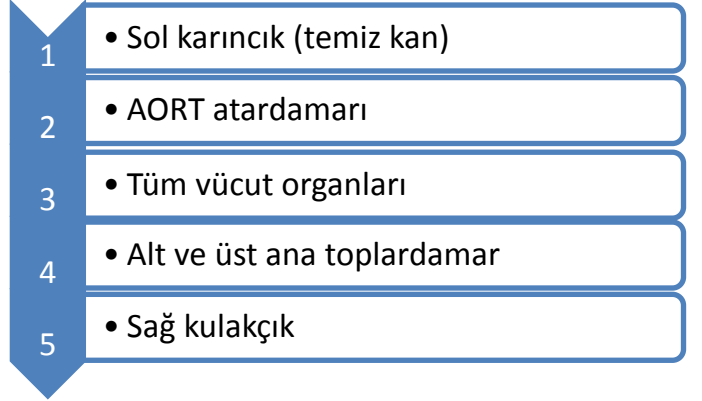 1 • Sol karıncık (temiz kan)
2 • AORT atardamarı
3 • Tüm vücut organları
4 • Alt ve üst ana toplardamar
5 • Sağ kulakçık